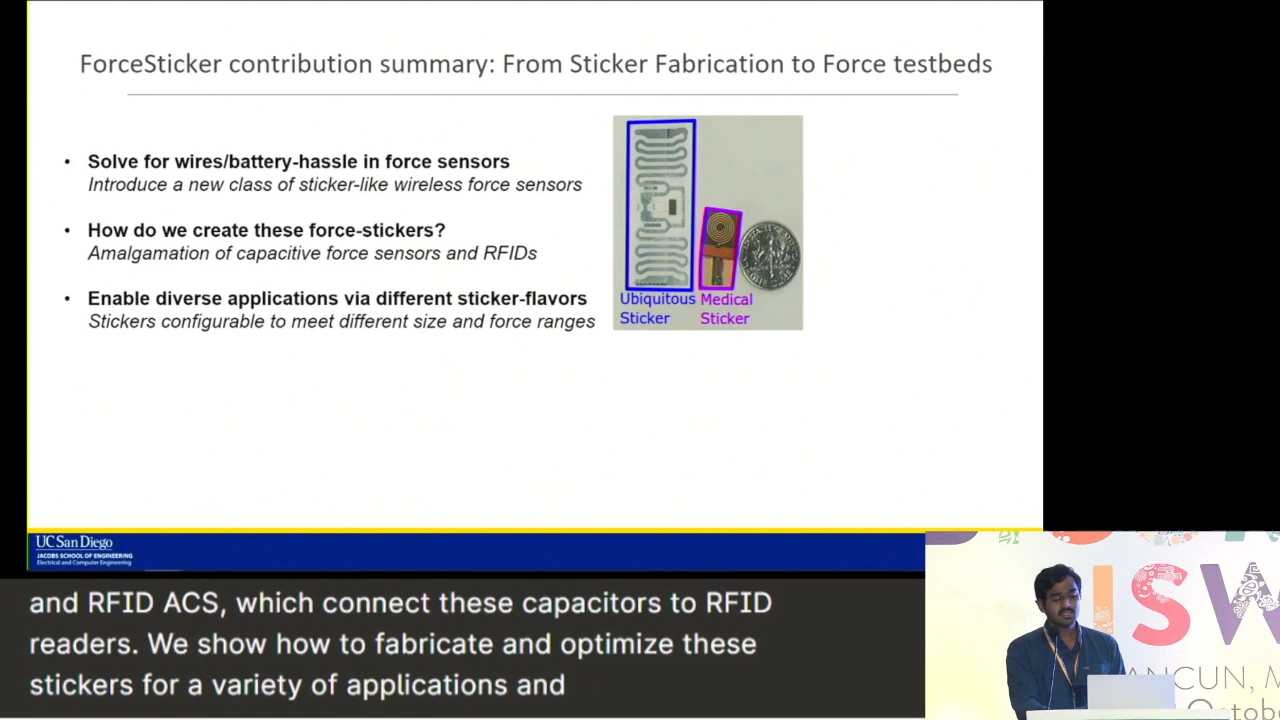 ForceSticker contribution summary: From Sticker Fabrication to Force testbeds
• Solve for wires/battery-hassle in force sensors
Introduce a new class of sticker-like wireless force sensors
• How do we create these force-stickers?
Amalgamation of capacitive force sensors and RFIDs
• Enable diverse applications via different sticker-flavors
Stickers configurable to meet different size and force ranges
Ubiquitous Sticker
Medical Sticker
UC San Diego
JACOBS SCHOOL OF ENGINEERING
Electrical and Computer Engineering
and RFID ACS, which connect these capacitors to RFID
readers. We show how to fabricate and optimize these
stickers for a variety of applications and
ISW
ANCUN, M
Octob